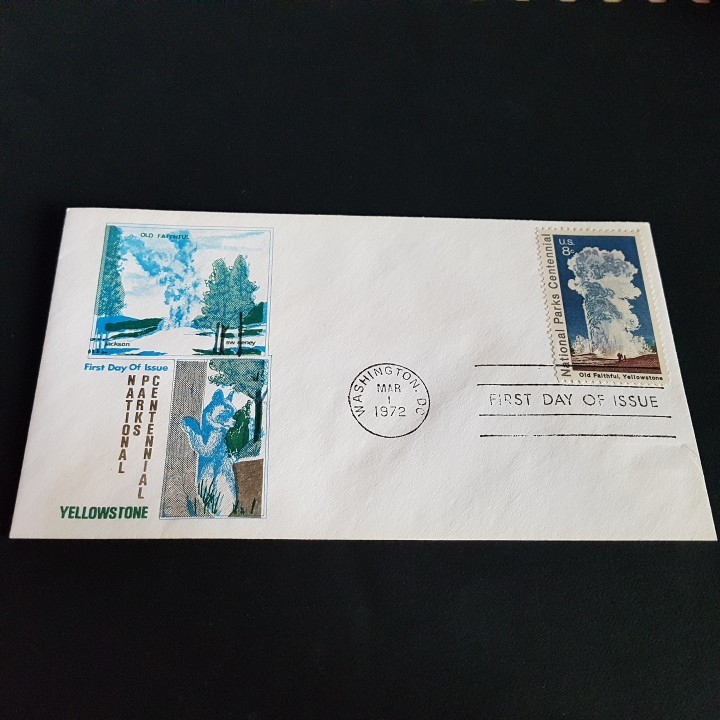 OLD FAITHFUL
jackson
First Day Of Issue
NATIONAL
PARKS
CENTENNIAL
YELLOWSTONE
WASHINGTON, DC
MAR
1
1972
FIRST DAY OF ISSUE
National Parks Centennial
U.S.
8c
Old Faithful, Yellowstone